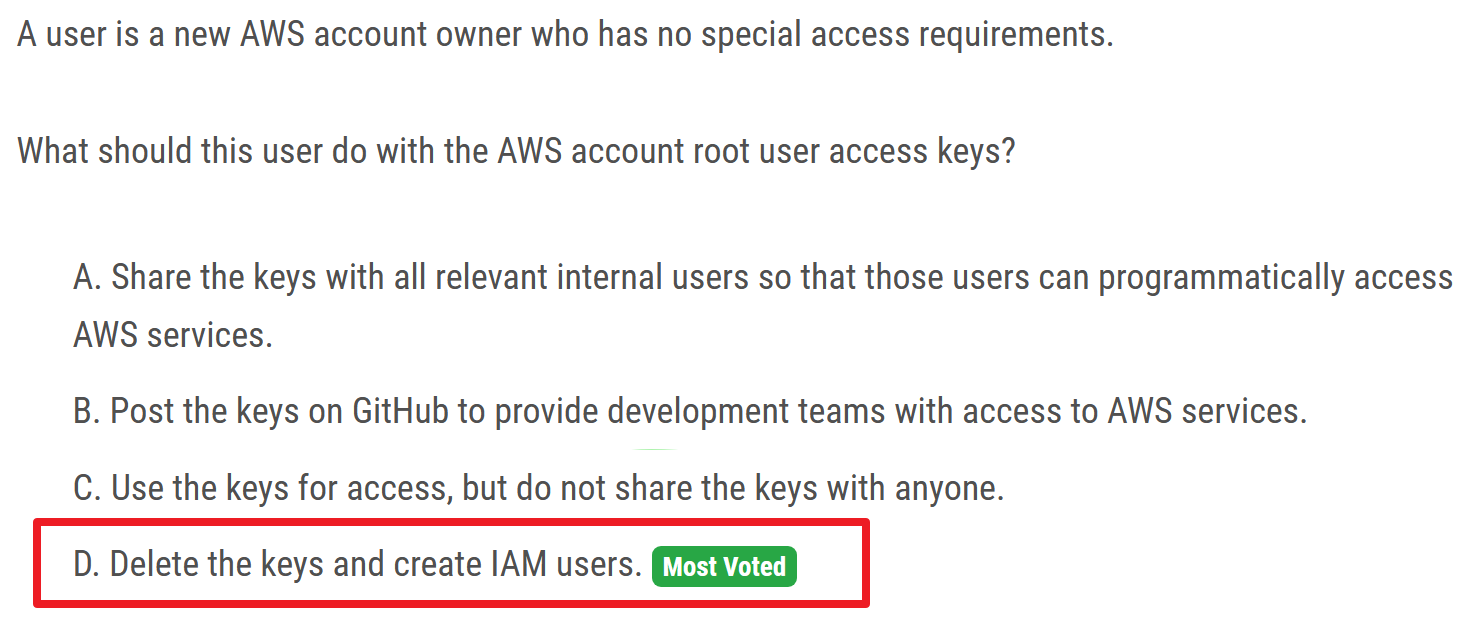 A user is a new AWS account owner who has no special access requirements.
What should this user do with the AWS account root user access keys?
A. Share the keys with all relevant internal users so that those users can programmatically access
AWS services.
B. Post the keys on GitHub to provide development teams with access to AWS services.
C. Use the keys for access, but do not share the keys with anyone.
D. Delete the keys and create IAM users. Most Voted